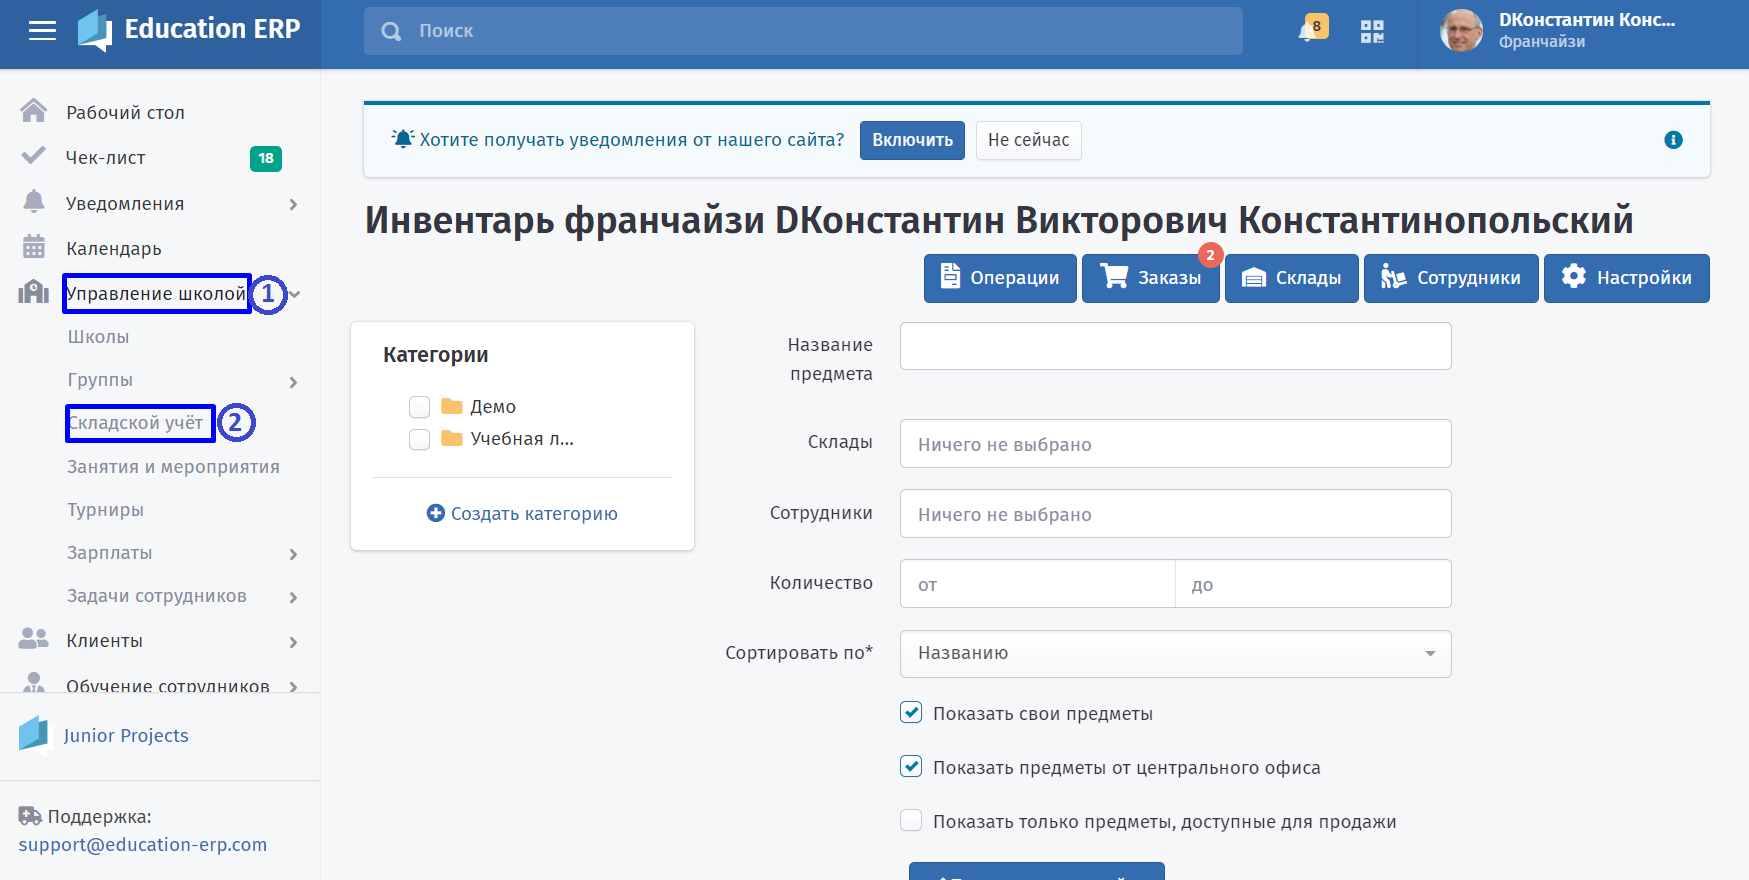 Education ERP
Поиск
8
DКонстантин Конс...
Франчайзи
Рабочий стол
Чек-лист
18
Уведомления
Календарь
Управление школой
1
Школы
Группы
Складской учёт
2
Занятия и мероприятия
Турниры
Зарплаты
Задачи сотрудников
Клиенты
Обучение сотрудников
Junior Projects
Поддержка:
support@education-erp.com
Хотите получать уведомления от нашего сайта?
Включить
Не сейчас
Инвентарь франчайзи DКонстантин Викторович Константинопольский
Операции
Заказы
2
Склады
Сотрудники
Настройки
Категории
Демо
Учебная л...
Создать категорию
Название
предмета
Склады
Ничего не выбрано
Сотрудники
Ничего не выбрано
Количество
от
до
Сортировать по*
Названию
Показать свои предметы
Показать предметы от центрального офиса
Показать только предметы, доступные для продажи